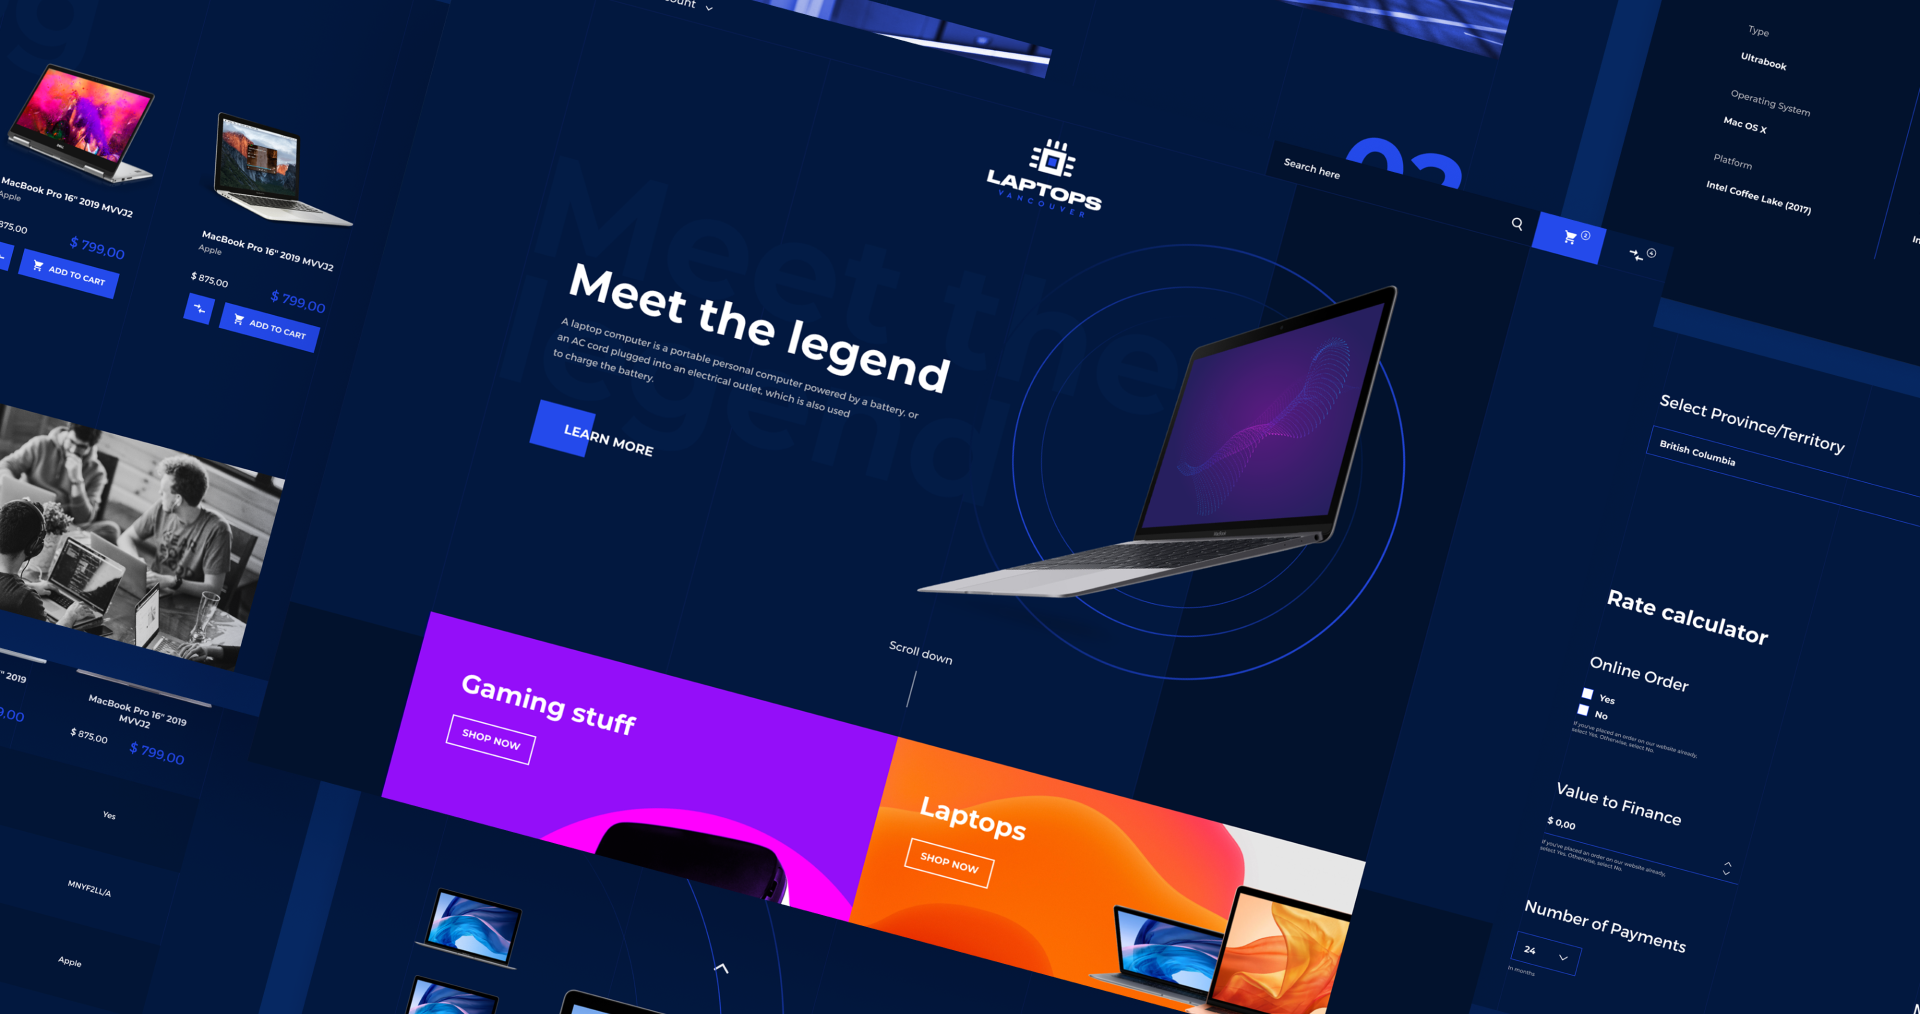 MacBook Pro 16" 2019 MVVJ2
Apple
875.00
$ 799,00
ADD TO CART
MacBook Pro 16" 2019 MVVJ2
Apple
$ 875,00
$ 799,00
ADD TO CART
" 2019
9,00
MacBook Pro 16" 2019
MVVJ2
$ 875,00
$ 799,00
Yes
MNYF2LL/A
Apple
LAPTOPS
VANCOUVER
Search here
2
4
03
Meet the
legend
Meet the legend
A laptop computer is a portable personal computer powered by a battery, or
an AC cord plugged into an electrical outlet, which is also used
to charge the battery.
LEARN MORE
Scroll down
Gaming stuff
SHOP NOW
Laptops
SHOP NOW
Type
Ultrabook
Operating System
Mac OS X
Platform
Intel Coffee Lake (2017)
Select Province/Territory
British Columbia
Rate calculator
Online Order
Yes
No
If you've placed an order on our website already,
select Yes. Otherwise, select No.
Value to Finance
$ 0,00
If you've placed an order on our website already,
select Yes. Otherwise, select No.
Number of Payments
24
In months